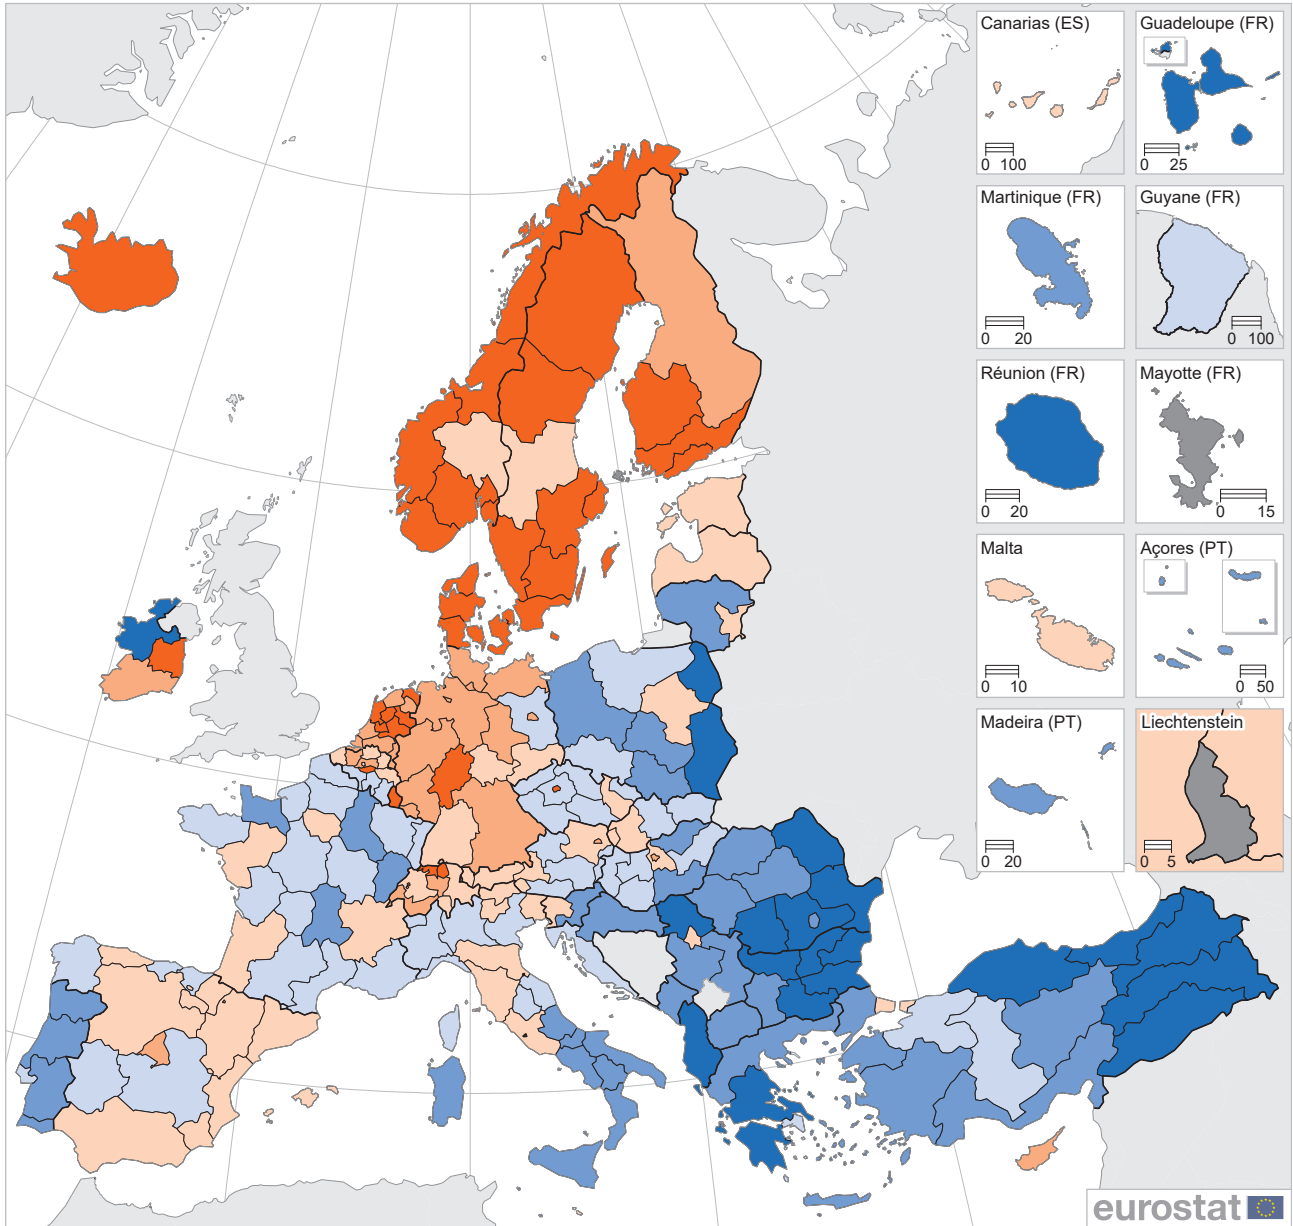 Canarias (ES)
0 100
Guadeloupe (FR)
0 25
Martinique (FR)
0 20
Guyane (FR)
0 100
Réunion (FR)
0 20
Mayotte (FR)
0 15
Malta
0 10
Açores (PT)
0 50
Madeira (PT)
0 20
Liechtenstein
0 5
eurostat